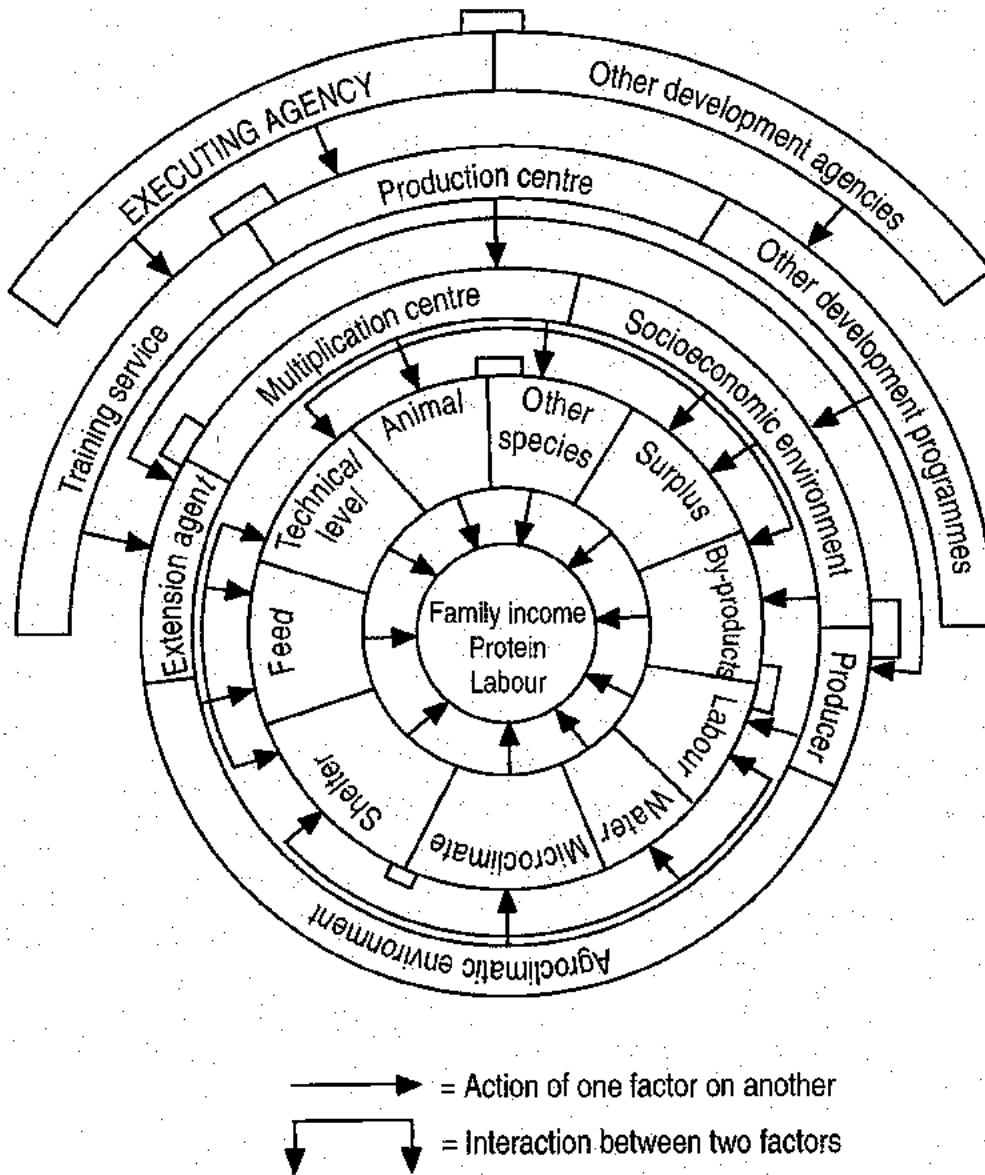 EXECUTING AGENCY
Other development agencies
Training service
Production centre
Other development programmes
Extension agent
Multiplication centre
Socioeconomic environment
Producer
Agroclimatic environment
Technical
level
Animal
Other
species
Surplus
By-products
Labour
Water
Microclimate
Shelter
Feed
Family income
Protein
Labour
= Action of one factor on another
= Interaction between two factors